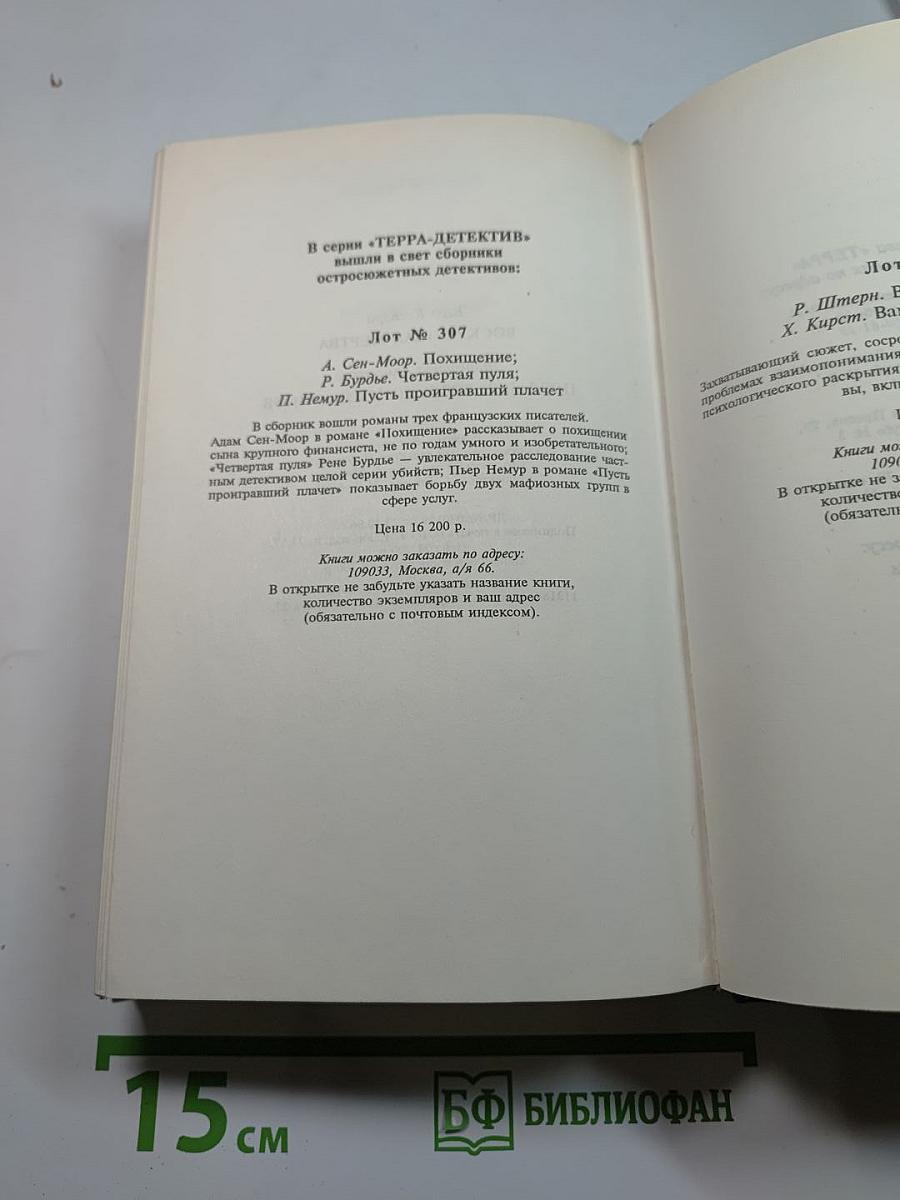 В серии «ТЕРРА-ДЕТЕКТИВ»
вышли в свет сборники
остросюжетных детективов:
Лот № 307
А. Сен-Моор. Похищение;
Р. Бурдье. Четвертая пуля;
П. Немур. Пусть проигравший плачет
В сборник вошли романы трех французских писателей.
Адам Сен-Моор в романе «Похищение» рассказывает о похищении
сына крупного финансиста, не по годам умного и изобретательного;
«Четвертая пуля» Рене Бурдье — увлекательное расследование част-
ным детективом целой серии убийств; Пьер Немур в романе «Пусть
проигравший плачет» показывает борьбу двух мафиозных групп в
сфере услуг.
Цена 16 200 р.
Книги можно заказать по адресу:
109033, Москва, а/я 66.
В открытке не забудьте указать название книги,
количество экземпляров и ваш адрес
(обязательно с почтовым индексом).
Лот
Р. Штерн.
Х. Кирст.
Захватывающий сюжет,
проблемах взаимопонимания
психологического раскрытия
вы,
Книги
В открытке не
количество
15 см
БФ БИБЛИОФАН